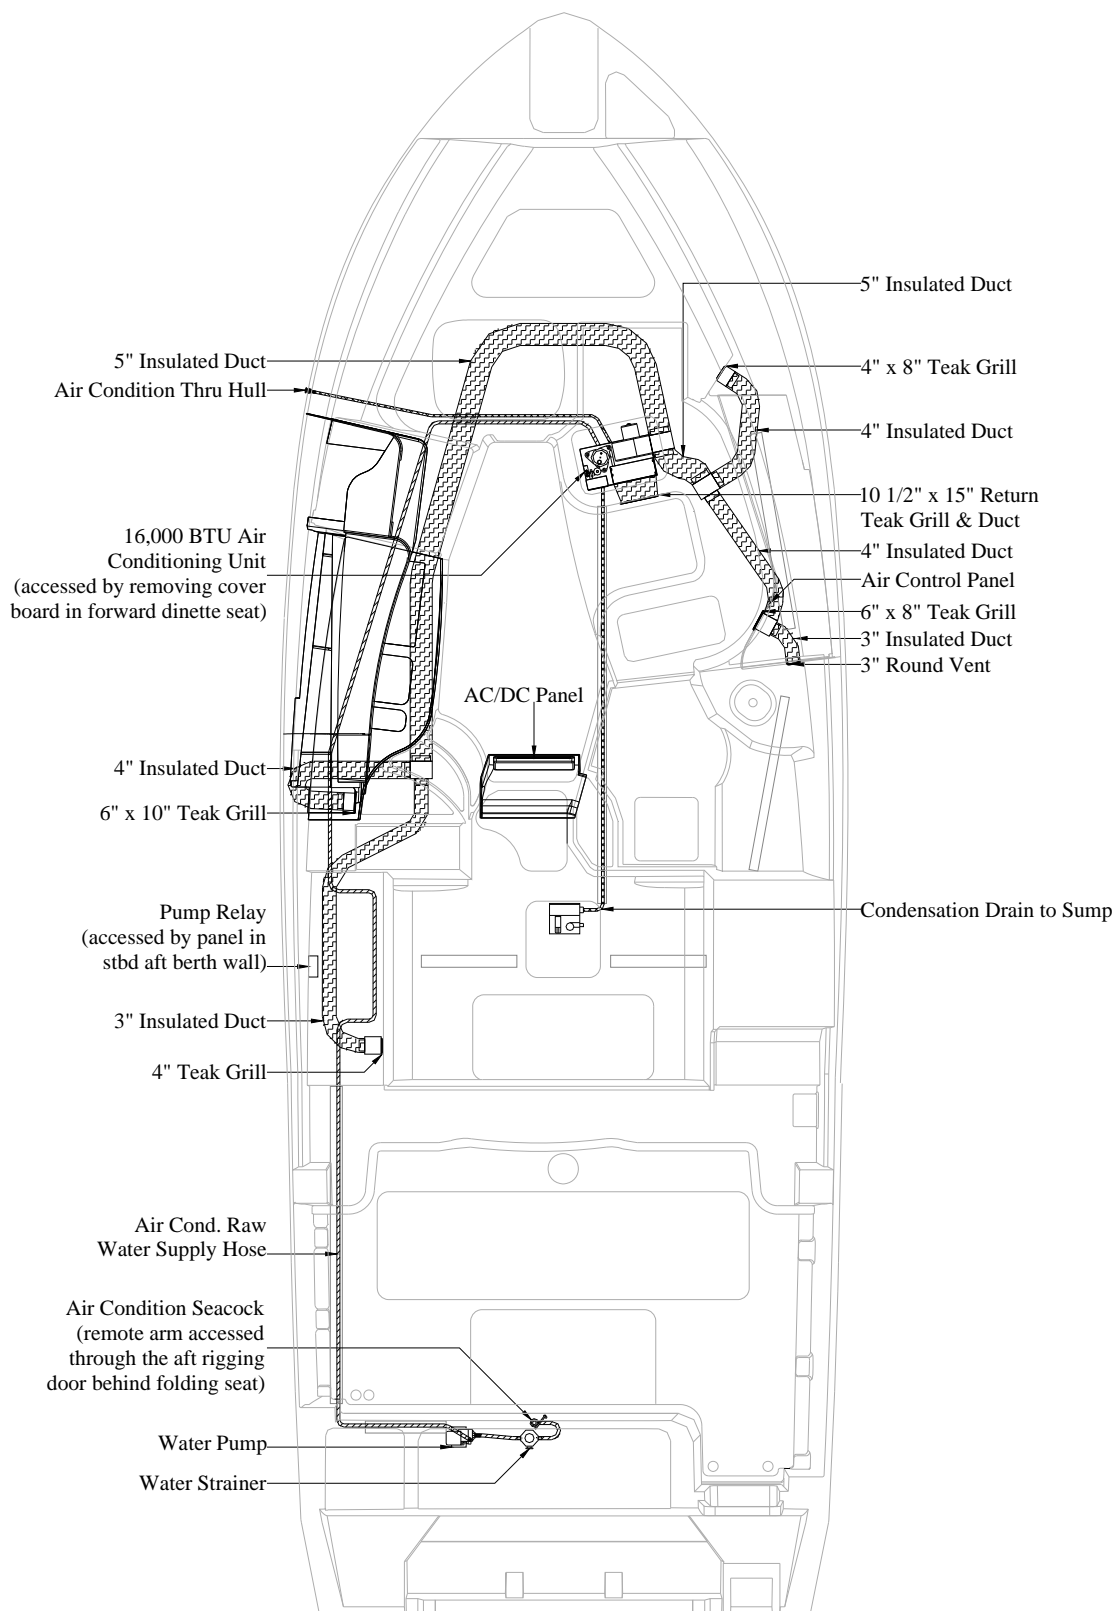 5" Insulated Duct
5" Insulated Duct
4" x 8" Teak Grill
Air Condition Thru Hull
4" Insulated Duct
10 1/2" x 15" Return
Teak Grill & Duct
16,000 BTU Air
Conditioning Unit
(accessed by removing cover
board in forward dinette seat)
4" Insulated Duct
Air Control Panel
6" x 8" Teak Grill
3" Insulated Duct
3" Round Vent
AC/DC Panel
4" Insulated Duct
6" x 10" Teak Grill
Pump Relay
(accessed by panel in
stbd aft berth wall)
Condensation Drain to Sump
3" Insulated Duct
4" Teak Grill
Air Cond. Raw
Water Supply Hose
Air Condition Seacock
(remote arm accessed
through the aft rigging
door behind folding seat)
Water Pump
Water Strainer